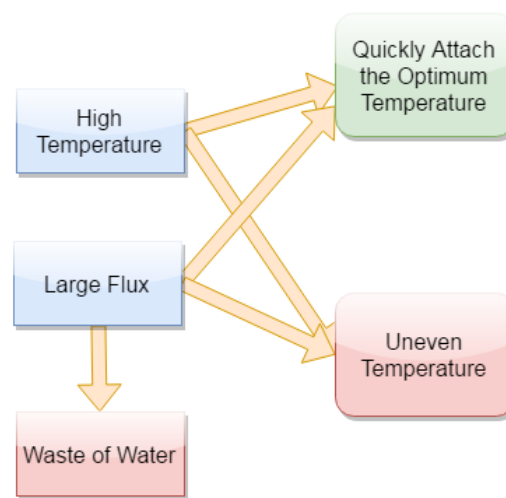 Quickly Attach
the Optimum
Temperature
High
Temperature
Large Flux
Uneven
Temperature
Waste of Water